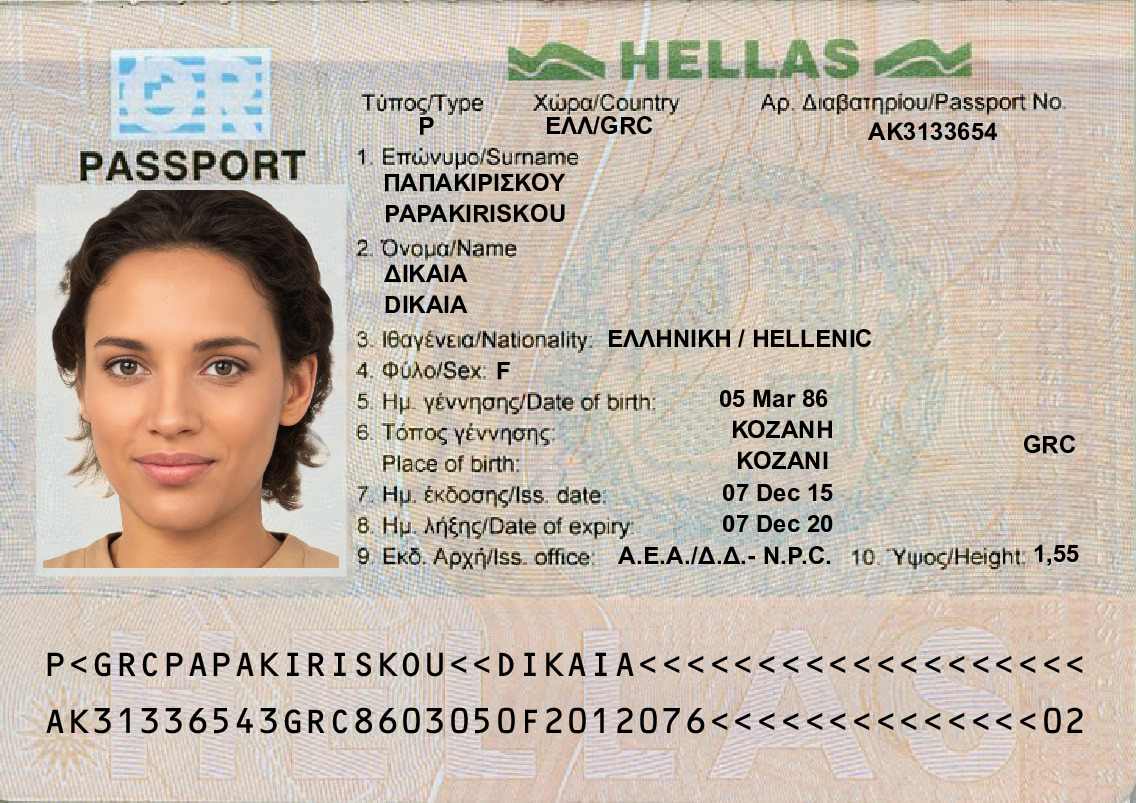 GR
PASSPORT
HELLAS
Τύπος/Type Χώρα/Country Αρ. Διαβατηρίου/Passport No.
P ΕΛΛ/GRC AK3133654
1. Επώνυμο/Surname
ΠΑΠΑΚΙΡΙΣΚΟΥ
PAPAKIRISKOU
2. Όνομα/Name
ΔΙΚΑΙΑ
DIKAIA
3. Ιθαγένεια/Nationality: ΕΛΛΗΝΙΚΗ / HELLENIC
4. Φύλο/Sex: F
5. Ημ. γέννησης/Date of birth: 05 Mar 86
6. Τόπος γέννησης: ΚΟΖΑΝΗ
Place of birth: KOZANI GRC
7. Ημ. έκδοσης/Iss. date: 07 Dec 15
8. Ημ. λήξης/Date of expiry: 07 Dec 20
9. Εκδ. Αρχή/Iss. office: Α.Ε.Α./Δ.Δ.- N.P.C. 10. Ύψος/Height: 1,55
HELLAS
P<GRCPAPAKIRISKOU<<DIKAIA<<<<<<<<<<<<<<<<<<<
AK31336543GRC8603050F2012076<<<<<<<<<<<<<<02